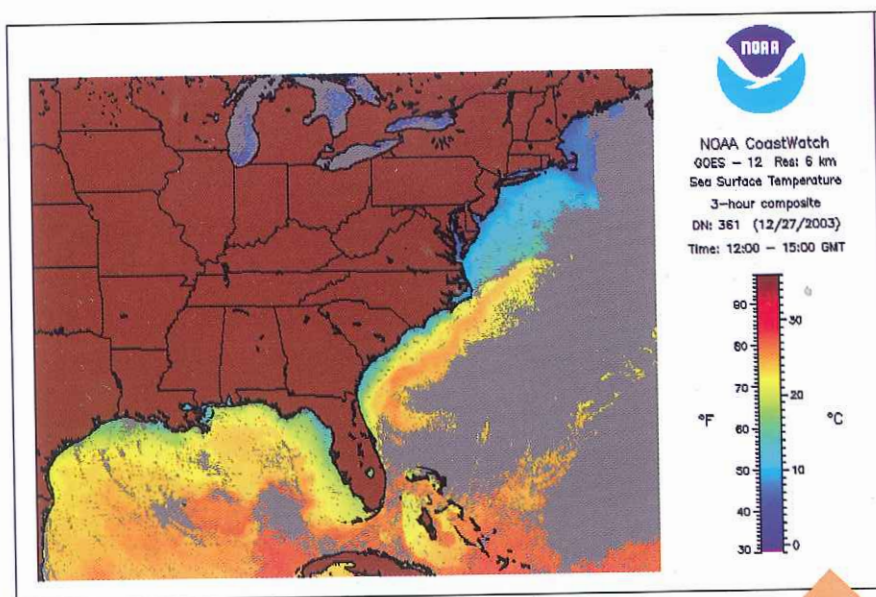 NOAA
NOAA CoastWatch
GOES - 12 Res: 6 km
Sea Surface Temperature
3-hour composite
DN: 361 (12/27/2003)
Time: 12:00 - 15:00 GMT
90
80
70
60
50
40
30
°F
30
20
10
0
°C